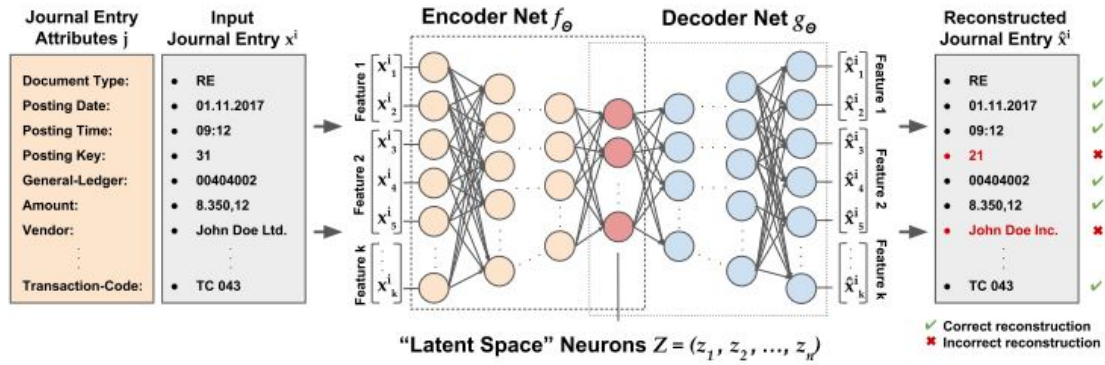 Journal Entry
Attributes j
Input
Journal Entry xⁱ
Encoder Net f_Θ
Decoder Net g_Θ
Reconstructed
Journal Entry x̂ⁱ
Document Type:
Posting Date:
Posting Time:
Posting Key:
General-Ledger:
Amount:
Vendor:
Transaction-Code:
• RE
• 01.11.2017
• 09:12
• 31
• 00404002
• 8.350,12
• John Doe Ltd.
• TC 043
Feature 1
xⁱ₁
xⁱ₂
Feature 2
xⁱ₃
xⁱ₄
xⁱ₅
Feature k
xⁱₖ
x̂ⁱ₁
x̂ⁱ₂
Feature 1
x̂ⁱ₃
x̂ⁱ₄
x̂ⁱ₅
Feature 2
x̂ⁱₖ
Feature k
• RE ✓
• 01.11.2017 ✓
• 09:12 ✓
• 21 ✖
• 00404002 ✓
• 8.350,12 ✓
• John Doe Inc. ✖
• TC 043 ✓
"Latent Space" Neurons Z = (z₁, z₂, ..., zₙ)
✓ Correct reconstruction
✖ Incorrect reconstruction